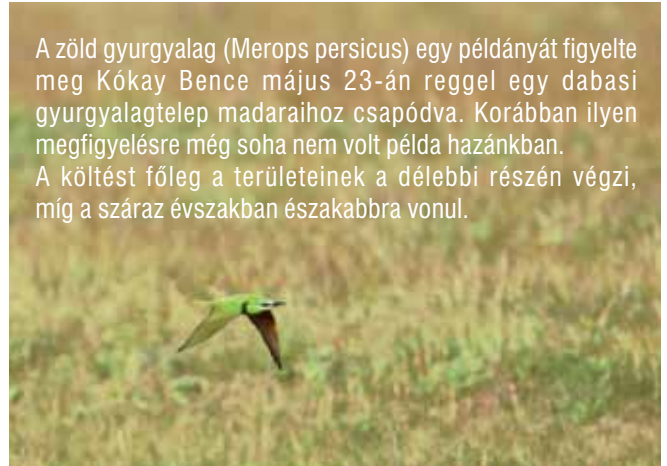 A zöld gyurgyalag (Merops persicus) egy példányát figyelte
meg Kókay Bence május 23-án reggel egy dabasi
gyurgyalagtelep madaraihoz csapódva. Korábban ilyen
megfigyelésre még soha nem volt példa hazánkban.
A költést főleg a területeinek a délebbi részén végzi,
míg a száraz évszakban északabbra vonul.